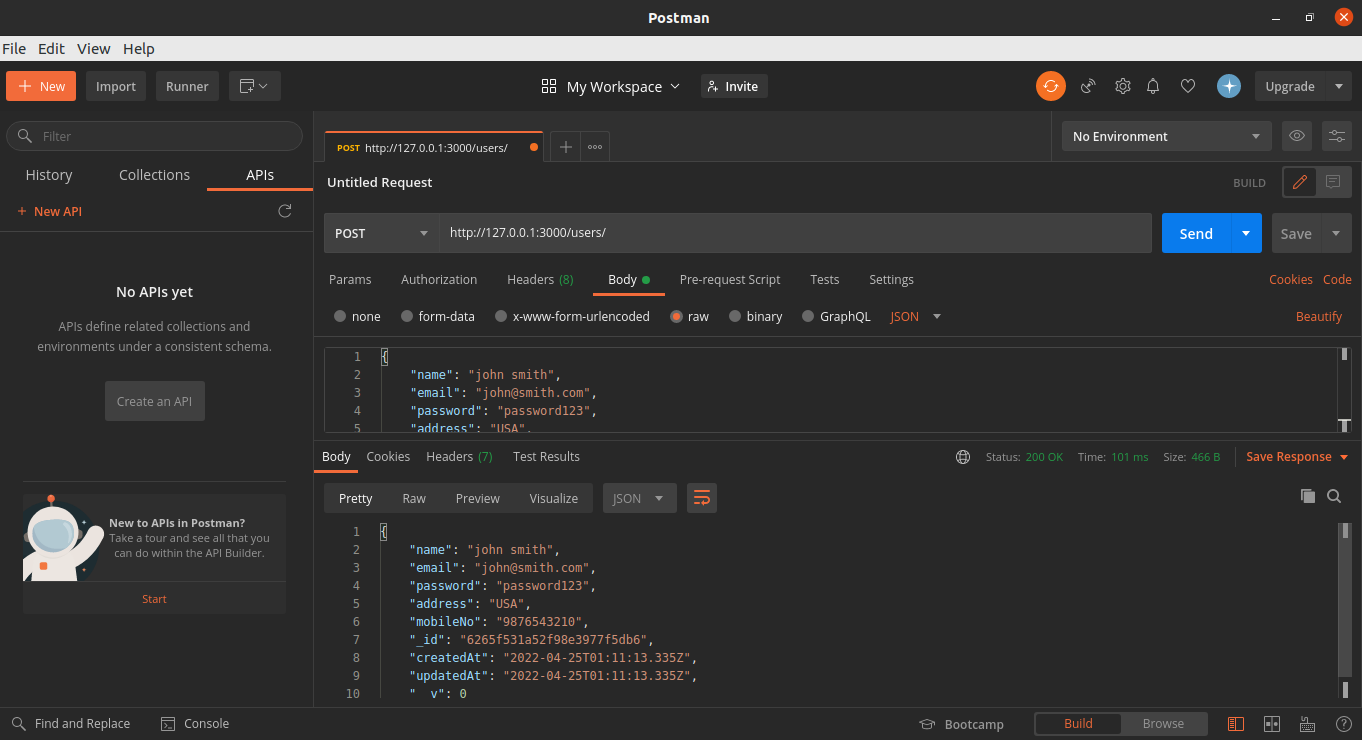 Postman
File Edit View Help
New Import Runner
My Workspace Invite
Upgrade
Filter
History Collections APIs
New API
No APIs yet
APIs define related collections and
environments under a consistent schema.
Create an API
New to APIs in Postman?
Take a tour and see all that you
can do within the API Builder.
Start
POST http://127.0.0.1:3000/users/
No Environment
Untitled Request
BUILD
POST http://127.0.0.1:3000/users/
Send Save
Params Authorization Headers (8) Body Pre-request Script Tests Settings
Cookies Code
none form-data x-www-form-urlencoded raw binary GraphQL JSON
Beautify
1 {
2 "name": "john smith",
3 "email": "john@smith.com",
4 "password": "password123",
5 "address": "USA",
Body Cookies Headers (7) Test Results
Status: 200 OK Time: 101 ms Size: 466 B Save Response
Pretty Raw Preview Visualize JSON
1 {
2 "name": "john smith",
3 "email": "john@smith.com",
4 "password": "password123",
5 "address": "USA",
6 "mobileNo": "9876543210",
7 "_id": "6265f531a52f98e3977f5db6",
8 "createdAt": "2022-04-25T01:11:13.335Z",
9 "updatedAt": "2022-04-25T01:11:13.335Z",
10 "__v": 0
Find and Replace Console
Bootcamp Build Browse